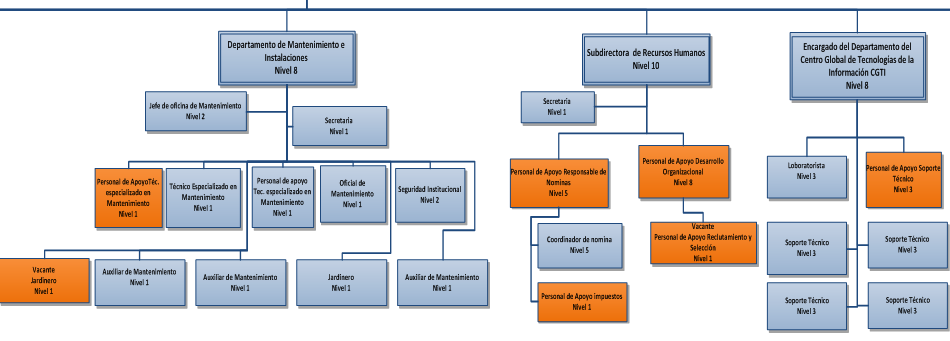 Departamento de Mantenimiento e
Instalaciones
Nivel 8
Subdirectora de Recursos Humanos
Nivel 10
Encargado del Departamento del
Centro Global de Tecnologías de la
Información CGTI
Nivel 8
Jefe de oficina de Mantenimiento
Nivel 2
Secretaria
Nivel 1
Secretaria
Nivel 1
Personal de ApoyoTéc.
especializado en
Mantenimiento
Nivel 1
Técnico Especializado en
Mantenimiento
Nivel 1
Personal de apoyo
Tec. especializado en
Mantenimiento
Nivel 1
Oficial de
Mantenimiento
Nivel 1
Seguridad Institucional
Nivel 2
Personal de Apoyo Responsable de
Nominas
Nivel 5
Personal de Apoyo Desarrollo
Organizacional
Nivel 8
Loboratorista
Nivel 3
Personal de Apoyo Soporte
Técnico
Nivel 3
Vacante
Jardinero
Nivel 1
Auxiliar de Mantenimiento
Nivel 1
Auxiliar de Mantenimiento
Nivel 1
Jardinero
Nivel 1
Auxiliar de Mantenimiento
Nivel 1
Coordinador de nomina
Nivel 5
Vacante
Personal de Apoyo Reclutamiento y
Selección
Nivel 1
Soporte Técnico
Nivel 3
Soporte Técnico
Nivel 3
Personal de Apoyo impuestos
Nivel 1
Soporte Técnico
Nivel 3
Soporte Técnico
Nivel 3